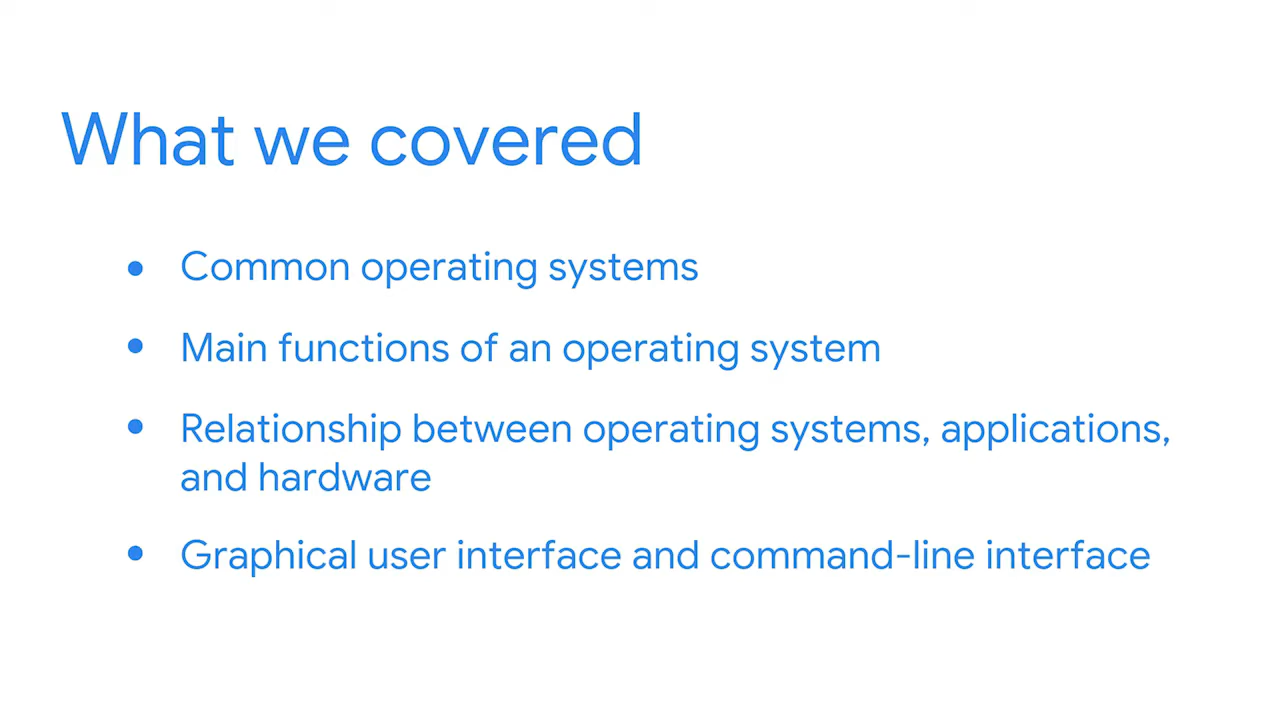 What we covered
• Common operating systems
• Main functions of an operating system
• Relationship between operating systems, applications,
and hardware
• Graphical user interface and command-line interface